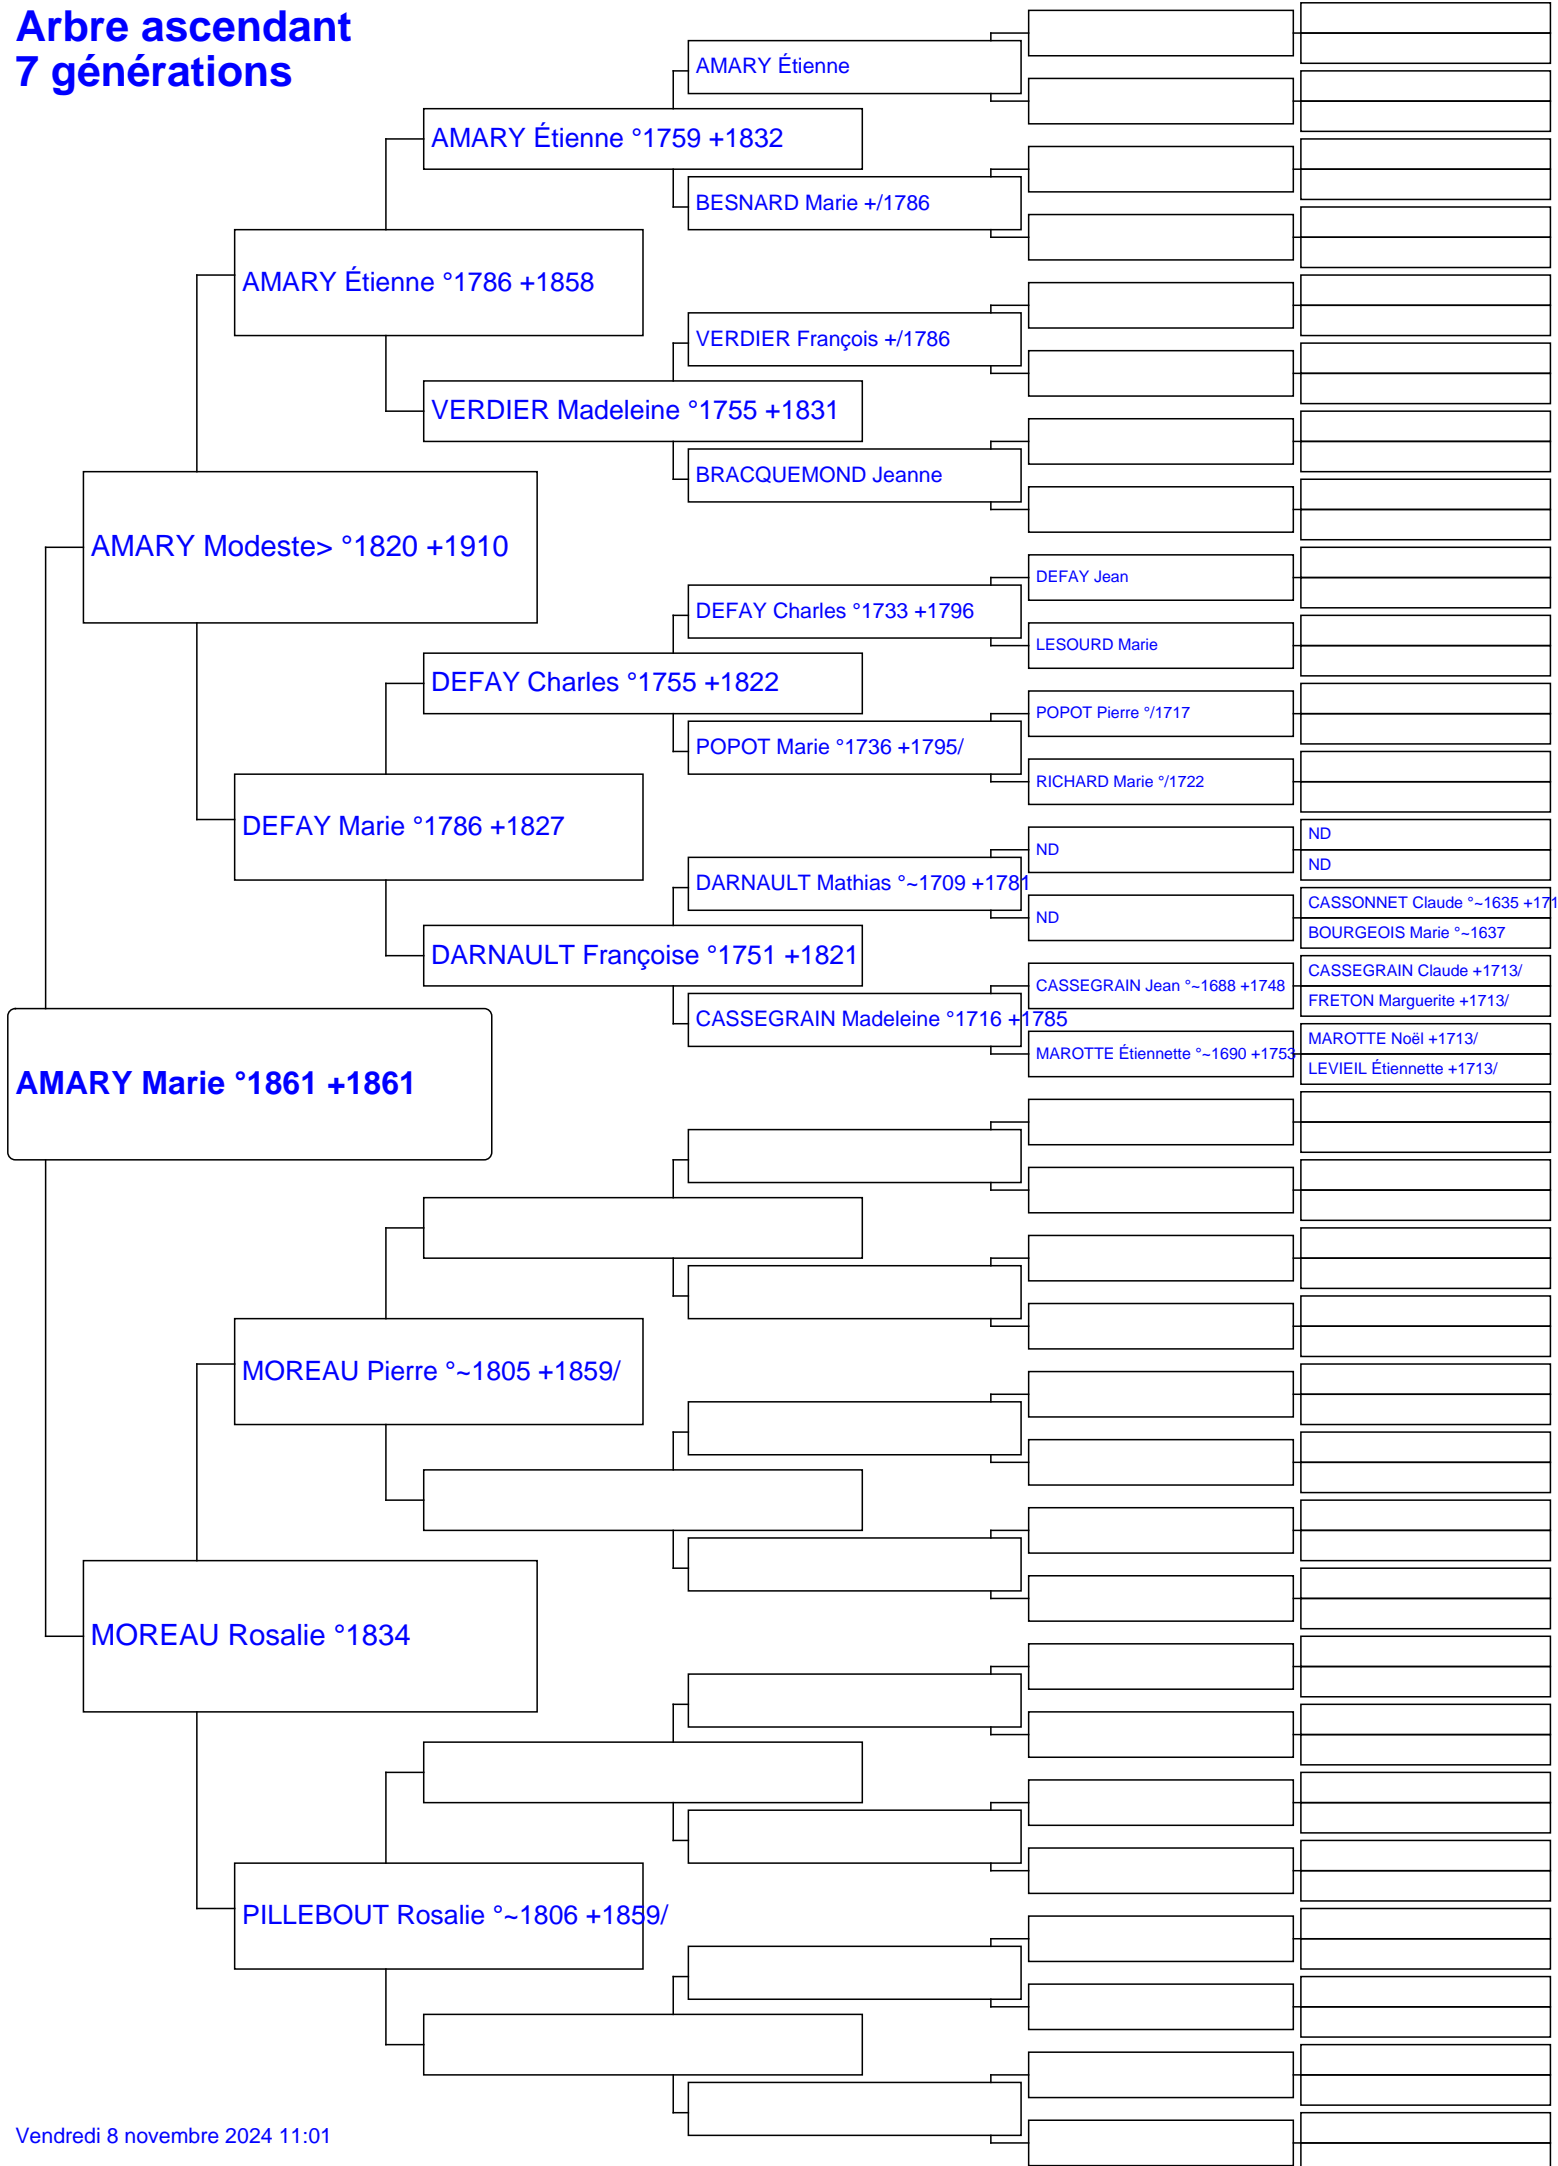 Arbre ascendant
7 générations
AMARY Étienne
AMARY Étienne °1759 +1832
BESNARD Marie +/1786
AMARY Étienne °1786 +1858
VERDIER François +/1786
VERDIER Madeleine °1755 +1831
BRACQUEMOND Jeanne
AMARY Modeste> °1820 +1910
DEFAY Jean
DEFAY Charles °1733 +1796
LESOURD Marie
DEFAY Charles °1755 +1822
POPOT Pierre °/1717
POPOT Marie °1736 +1795/
RICHARD Marie °/1722
DEFAY Marie °1786 +1827
ND
ND
ND
DARNAULT Mathias °~1709 +1781
CASSONNET Claude °~1635 +171
ND
BOURGEOIS Marie °~1637
DARNAULT Françoise °1751 +1821
CASSEGRAIN Claude +1713/
CASSEGRAIN Jean °~1688 +1748
FRETON Marguerite +1713/
CASSEGRAIN Madeleine °1716 +1785
MAROTTE Noël +1713/
MAROTTE Étiennette °~1690 +1753
LEVIEIL Étiennette +1713/
AMARY Marie °1861 +1861
MOREAU Pierre °~1805 +1859/
MOREAU Rosalie °1834
PILLEBOUT Rosalie °~1806 +1859/
Vendredi 8 novembre 2024 11:01